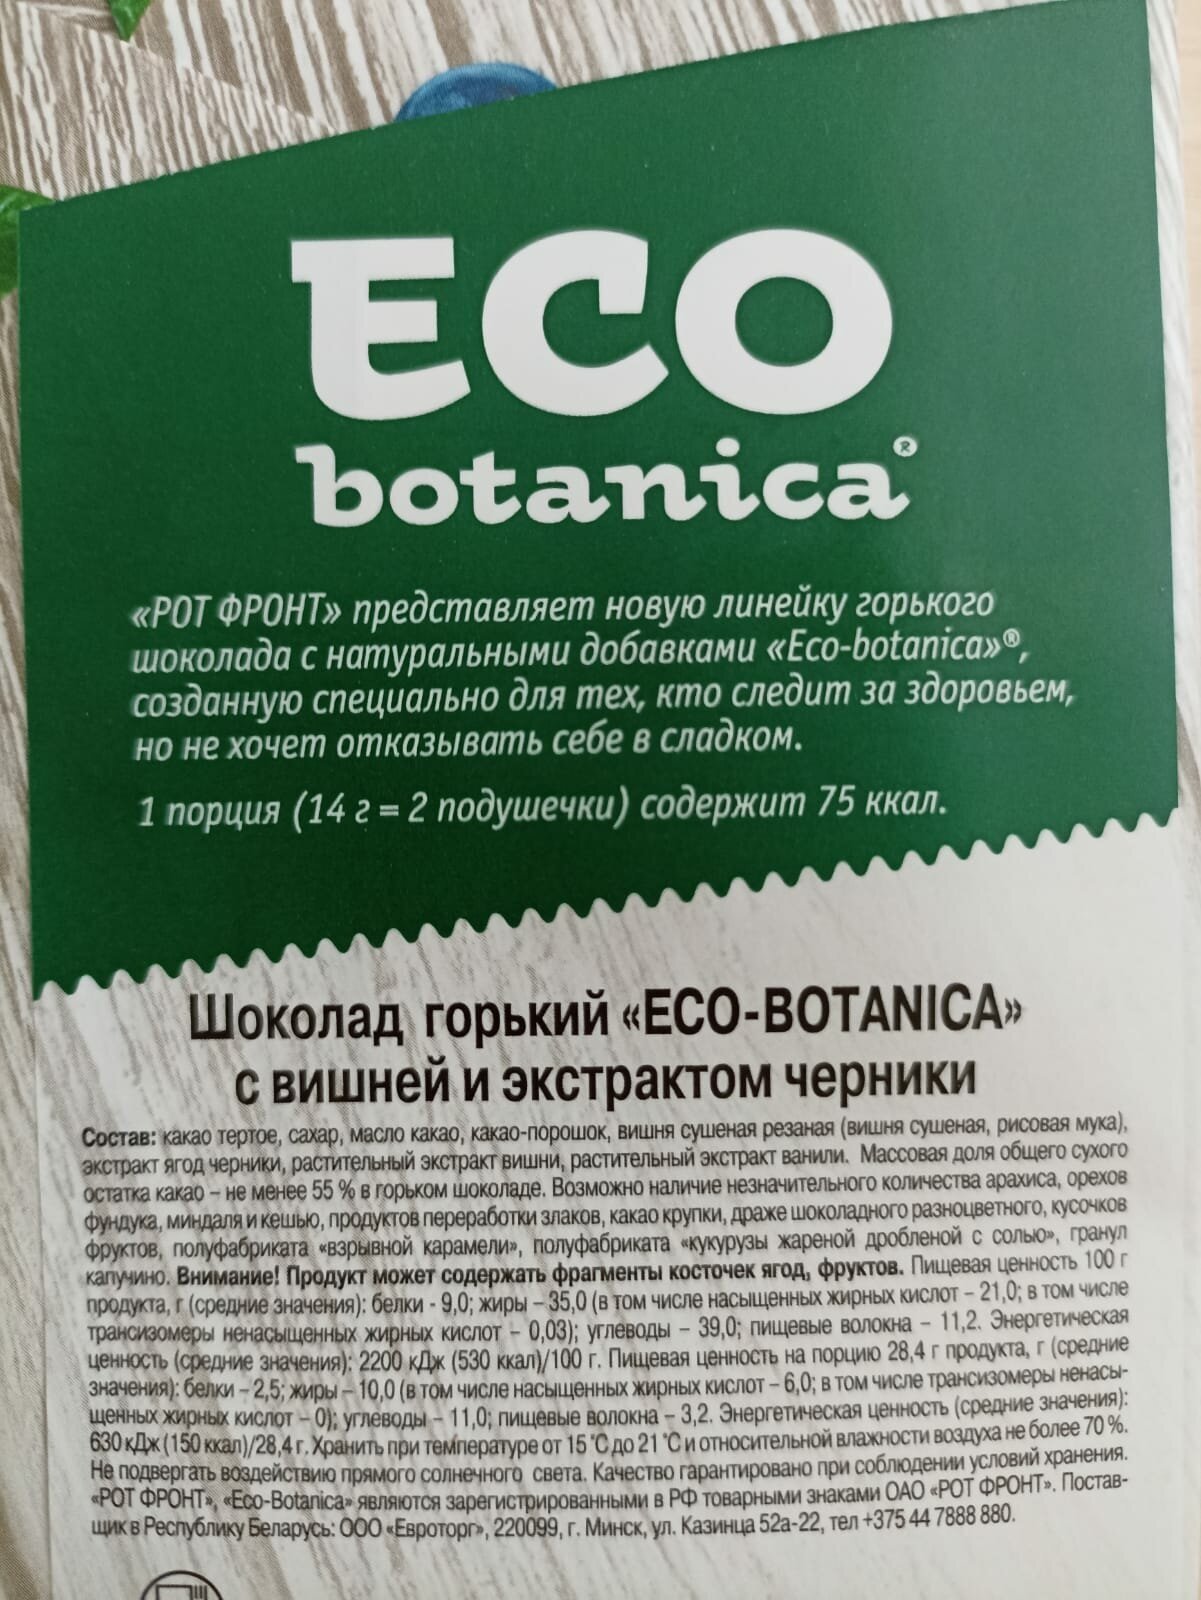 ECO
botanica®
«РОТ ФРОНТ» представляет новую линейку горького
шоколада с натуральными добавками «Eco-botanica»®,
созданную специально для тех, кто следит за здоровьем,
но не хочет отказывать себе в сладком.
1 порция (14 г = 2 подушечки) содержит 75 ккал.
Шоколад горький «ECO-BOTANICA»
с вишней и экстрактом черники
Состав: какао тертое, сахар, масло какао, какао-порошок, вишня сушеная резаная (вишня сушеная, рисовая мука),
экстракт ягод черники, растительный экстракт вишни, растительный экстракт ванили. Массовая доля общего сухого
остатка какао – не менее 55 % в горьком шоколаде. Возможно наличие незначительного количества арахиса, орехов
фундука, миндаля и кешью, продуктов переработки злаков, какао крупки, драже шоколадного разноцветного, кусочков
фруктов, полуфабриката «взрывной карамели», полуфабриката «кукурузы жареной дробленой с солью», гранул
капучино. Внимание! Продукт может содержать фрагменты косточек ягод, фруктов. Пищевая ценность 100 г
продукта, г (средние значения): белки - 9,0; жиры – 35,0 (в том числе насыщенных жирных кислот – 21,0; в том числе
трансизомеры ненасыщенных жирных кислот – 0,03); углеводы – 39,0; пищевые волокна – 11,2. Энергетическая
ценность (средние значения): 2200 кДж (530 ккал)/100 г. Пищевая ценность на порцию 28,4 г продукта, г (средние
значения): белки – 2,5; жиры – 10,0 (в том числе насыщенных жирных кислот – 6,0; в том числе трансизомеры ненасы-
щенных жирных кислот – 0); углеводы – 11,0; пищевые волокна – 3,2. Энергетическая ценность (средние значения):
630 кДж (150 ккал)/28,4 г. Хранить при температуре от 15 °С до 21 °С и относительной влажности воздуха не более 70 %.
Не подвергать воздействию прямого солнечного света. Качество гарантировано при соблюдении условий хранения.
«РОТ ФРОНТ», «Eco-Botanica» являются зарегистрированными в РФ товарными знаками ОАО «РОТ ФРОНТ». Постав-
щик в Республику Беларусь: ООО «Евроторг», 220099, г. Минск, ул. Казинца 52а-22, тел +375 44 7888 880.